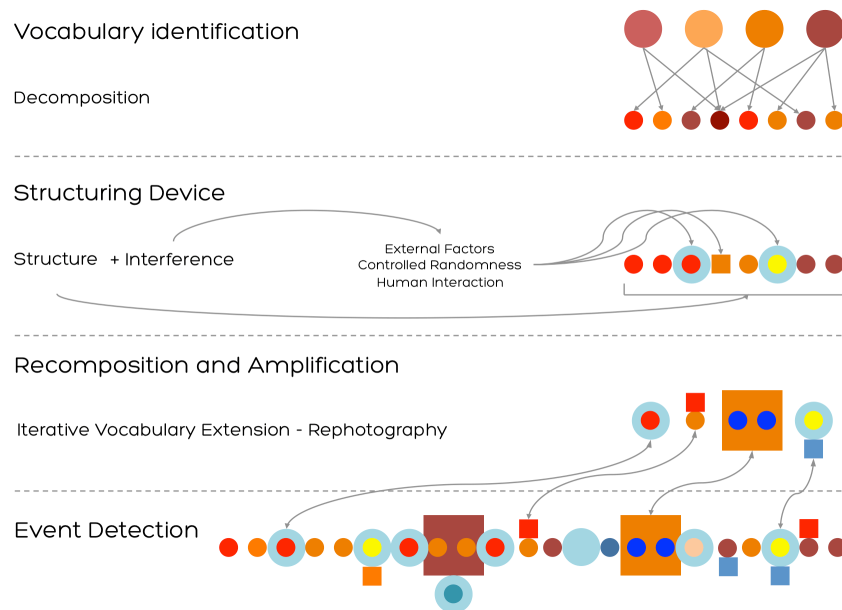 Vocabulary identification
Decomposition
Structuring Device
Structure + Interference
External Factors
Controlled Randomness
Human Interaction
Recomposition and Amplification
Iterative Vocabulary Extension - Rephotography
Event Detection